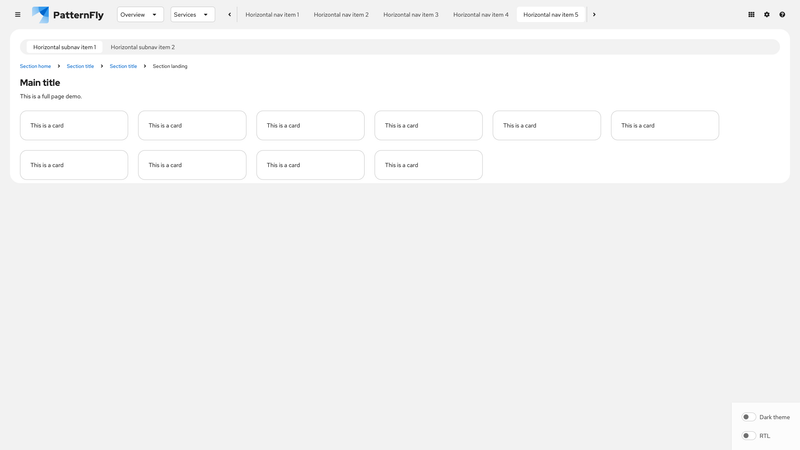 PatternFly Overview Services Horizontal nav item 1 Horizontal nav item 2 Horizontal nav item 3 Horizontal nav item 4 Horizontal nav item 5
Horizontal subnav item 1 Horizontal subnav item 2
Section home Section title Section title Section landing
Main title
This is a full page demo.
This is a card This is a card This is a card This is a card This is a card This is a card
This is a card This is a card This is a card This is a card
Dark theme
RTL